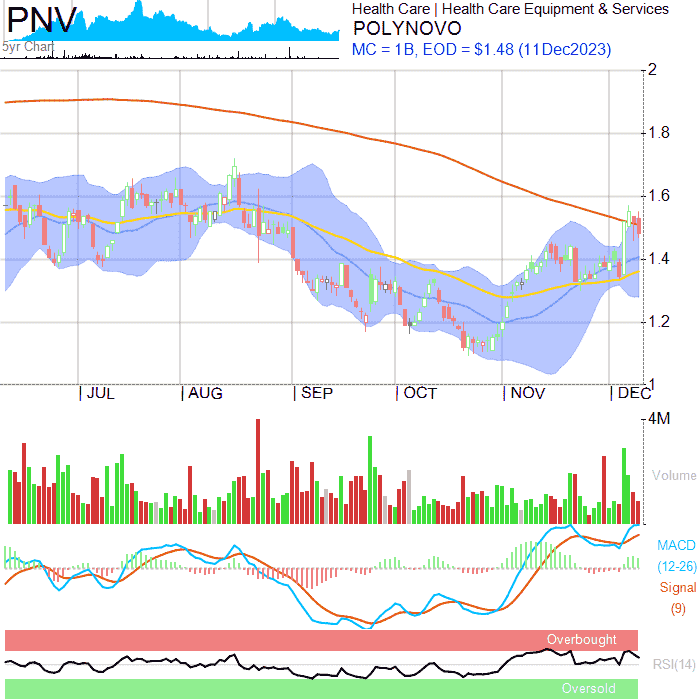 PNV
5yr Chart
Health Care | Health Care Equipment & Services
POLYNOVO
MC = 1B, EOD = $1.48 (11Dec2023)
2
1.8
1.6
1.4
1.2
1
JUL AUG SEP OCT NOV DEC
4M
Volume
MACD
(12-26)
Signal
(9)
Overbought
RSI(14)
Oversold